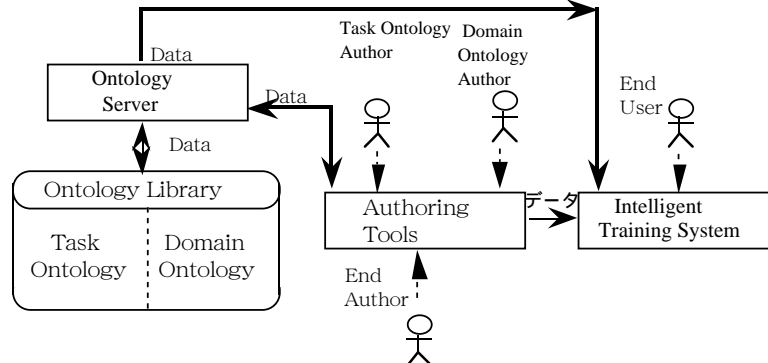 Task Ontology
Author
Domain
Ontology
Author
Data
Ontology
Server
Data
End
User
Data
Ontology Library
Task
Ontology
Domain
Ontology
Authoring
Tools
データ
Intelligent
Training System
End
Author